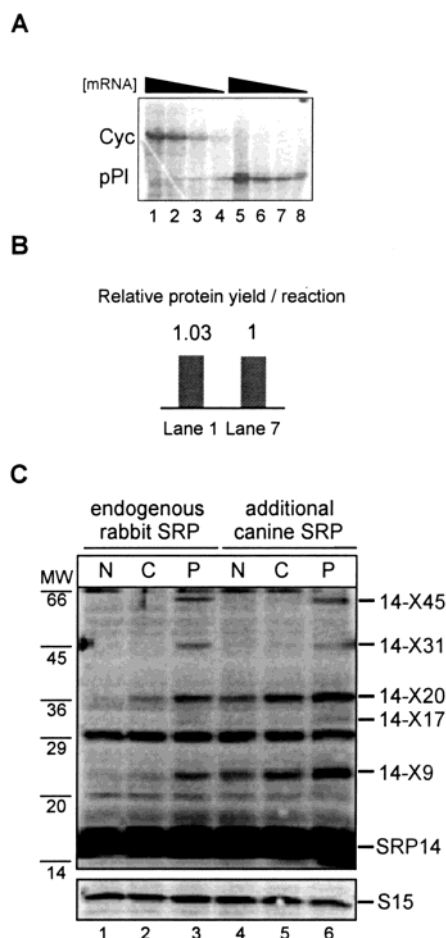 A
[mRNA]
Cyc
pPl
1 2 3 4 5 6 7 8
B
Relative protein yield / reaction
1.03 1
Lane 1 Lane 7
C
endogenous rabbit SRP
additional canine SRP
MW N C P N C P
66
14-X45
14-X31
45
14-X20
36
14-X17
29
14-X9
20
SRP14
14
S15
1 2 3 4 5 6